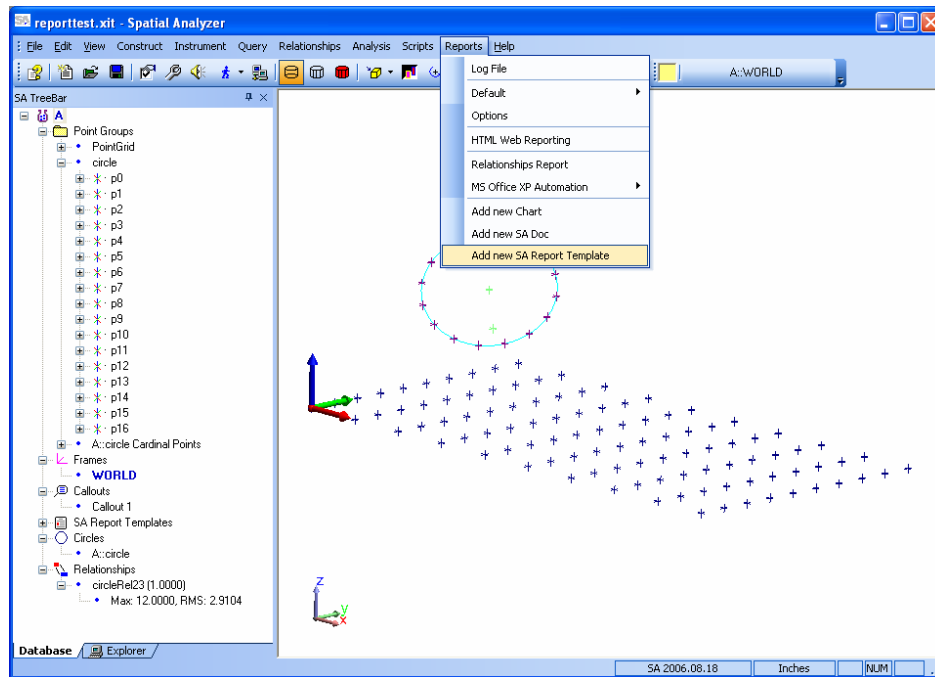 reporttest.xit - Spatial Analyzer
File Edit View Construct Instrument Query Relationships Analysis Scripts Reports Help
A::WORLD
Log File
Default
Options
HTML Web Reporting
Relationships Report
MS Office XP Automation
Add new Chart
Add new SA Doc
Add new SA Report Template
SA TreeBar
A
Point Groups
PointGrid
circle
p0
p1
p2
p3
p4
p5
p6
p7
p8
p9
p10
p11
p12
p13
p14
p15
p16
A::circle Cardinal Points
Frames
WORLD
Callouts
Callout 1
SA Report Templates
Circles
A::circle
Relationships
circleRel23 (1.0000)
Max: 12.0000, RMS: 2.9104
Z
y
x
Database Explorer
SA 2006.08.18 Inches NUM